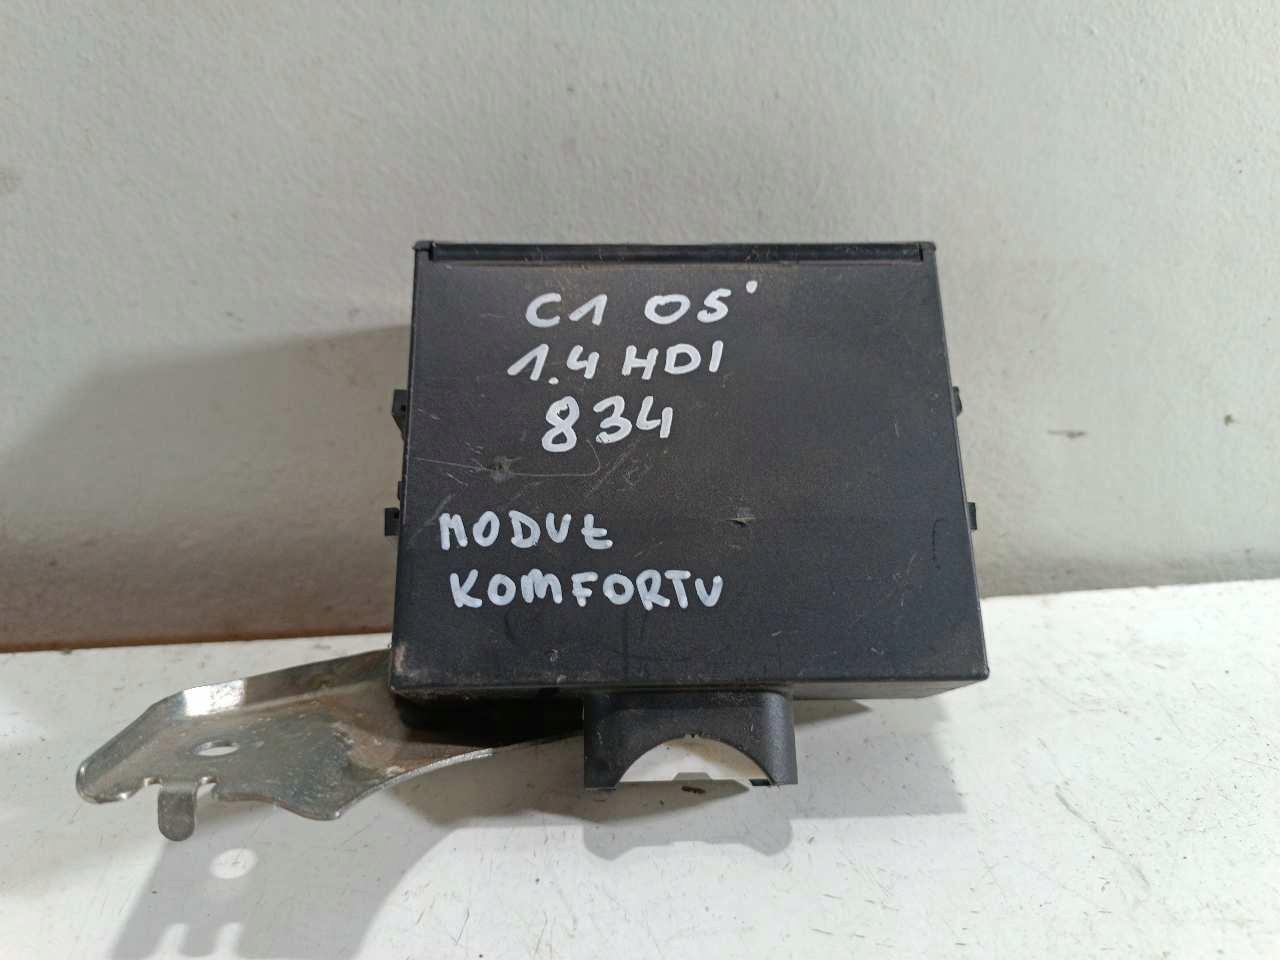 C1 05'
1.4 HDI
834
MODUŁ
KOMFORTU